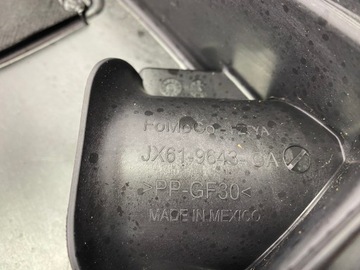 FoMoCo
JX61-9643-
>PP-GF30<
MADE IN MEXICO